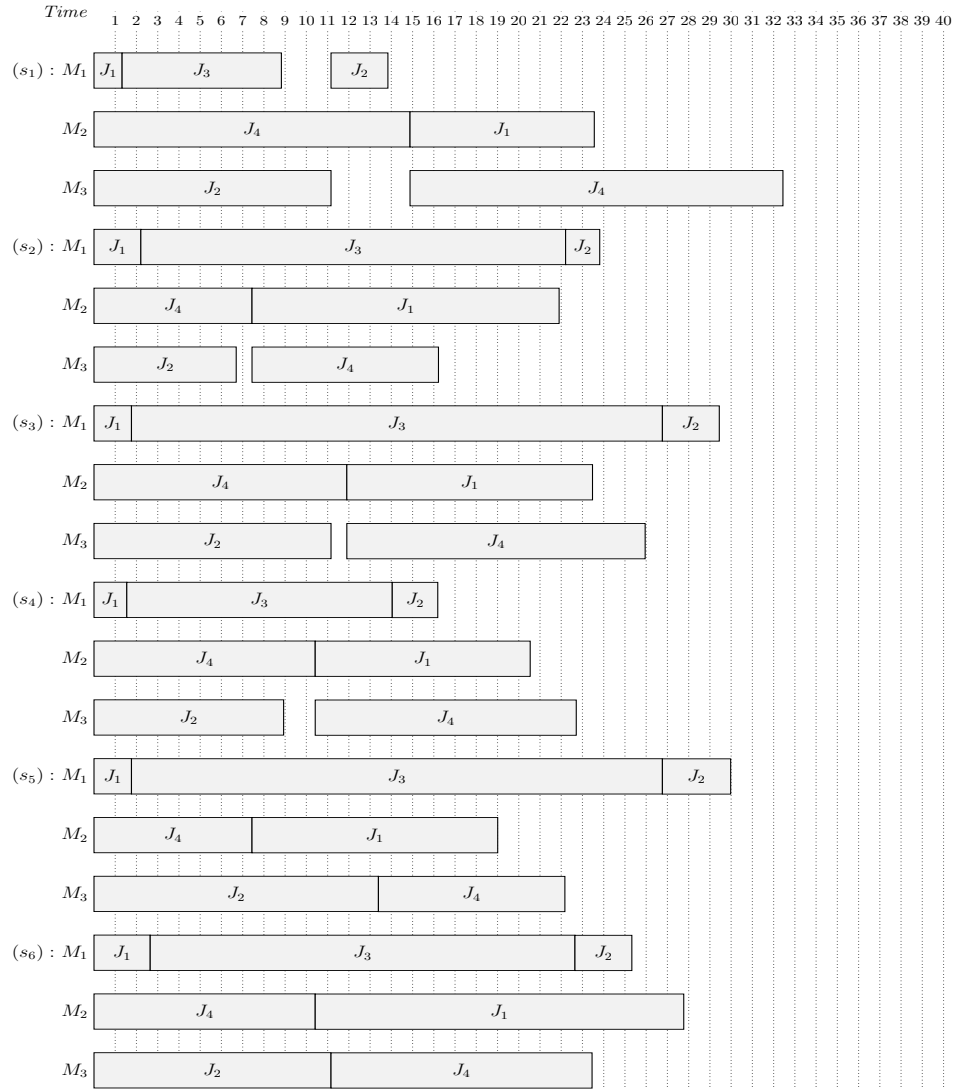 Time 1 2 3 4 5 6 7 8 9 10 11 12 13 14 15 16 17 18 19 20 21 22 23 24 25 26 27 28 29 30 31 32 33 34 35 36 37 38 39 40
(s₁) : M₁ J₁ J₃ J₂
M₂ J₄ J₁
M₃ J₂ J₄
(s₂) : M₁ J₁ J₃ J₂
M₂ J₄ J₁
M₃ J₂ J₄
(s₃) : M₁ J₁ J₃ J₂
M₂ J₄ J₁
M₃ J₂ J₄
(s₄) : M₁ J₁ J₃ J₂
M₂ J₄ J₁
M₃ J₂ J₄
(s₅) : M₁ J₁ J₃ J₂
M₂ J₄ J₁
M₃ J₂ J₄
(s₆) : M₁ J₁ J₃ J₂
M₂ J₄ J₁
M₃ J₂ J₄